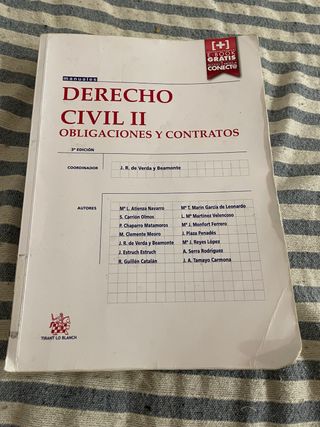 [+]
E-BOOK
GRATIS
CONECT@
manuales
DERECHO
CIVIL II
OBLIGACIONES Y CONTRATOS
3ª EDICIÓN
COORDINADOR
J. R. de Verda y Beamonte
AUTORES
Mª L. Atienza Navarro
S. Carrión Olmos
P. Chaparro Matamoros
M. Clemente Meoro
J. R. de Verda y Beamonte
J. Estruch Estruch
R. Guillén Catalán
Mª T. Marín García de Leonardo
L. Mª Martínez Velencoso
Mª J. Monfort Ferrero
J. Plaza Penadés
Mª J. Reyes López
A. Serra Rodríguez
J. A. Tamayo Carmona
TIRANT LO BLANCH